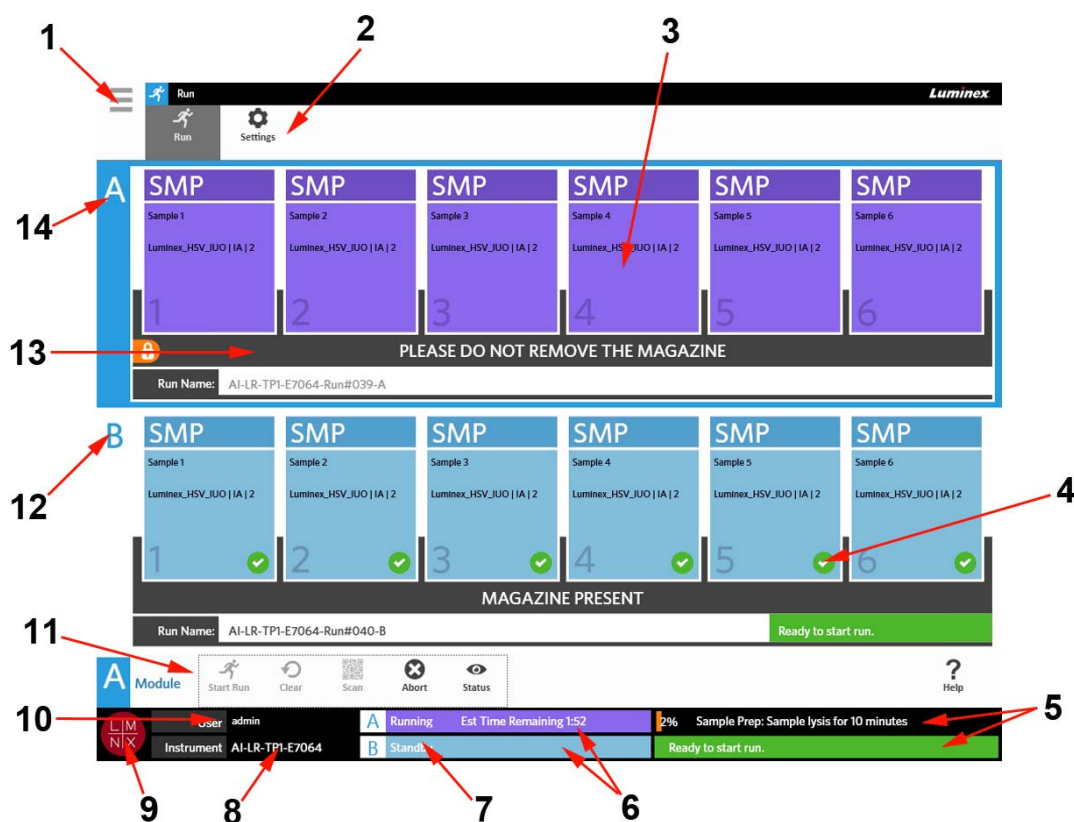 1
2
3
Run
Luminex.
Run
Settings
A
SMP SMP SMP SMP SMP SMP
Sample 1 Sample 2 Sample 3 Sample 4 Sample 5 Sample 6
Luminex_HSV_IUO | IA | 2 Luminex_HSV_IUO | IA | 2 Luminex_HSV_IUO | IA | 2 Luminex_HSV_IUO | IA | 2 Luminex_HSV_IUO | IA | 2 Luminex_HSV_IUO | IA | 2
14
1 2 3 4 5 6
13
PLEASE DO NOT REMOVE THE MAGAZINE
Run Name: AI-LR-TP1-E7064-Run#039-A
B
SMP SMP SMP SMP SMP SMP
Sample 1 Sample 2 Sample 3 Sample 4 Sample 5 Sample 6
Luminex_HSV_IUO | IA | 2 Luminex_HSV_IUO | IA | 2 Luminex_HSV_IUO | IA | 2 Luminex_HSV_IUO | IA | 2 Luminex_HSV_IUO | IA | 2 Luminex_HSV_IUO | IA | 2
12
4
1 2 3 4 5 6
MAGAZINE PRESENT
Run Name: AI-LR-TP1-E7064-Run#040-B Ready to start run.
11
A Module
Start Run Clear Scan Abort Status
? Help
10
User admin
A Running Est Time Remaining 1:52
2% Sample Prep: Sample lysis for 10 minutes
5
LM
NX
Instrument AI-LR-TP1-E7064
B Standby
Ready to start run.
9
8
7
6